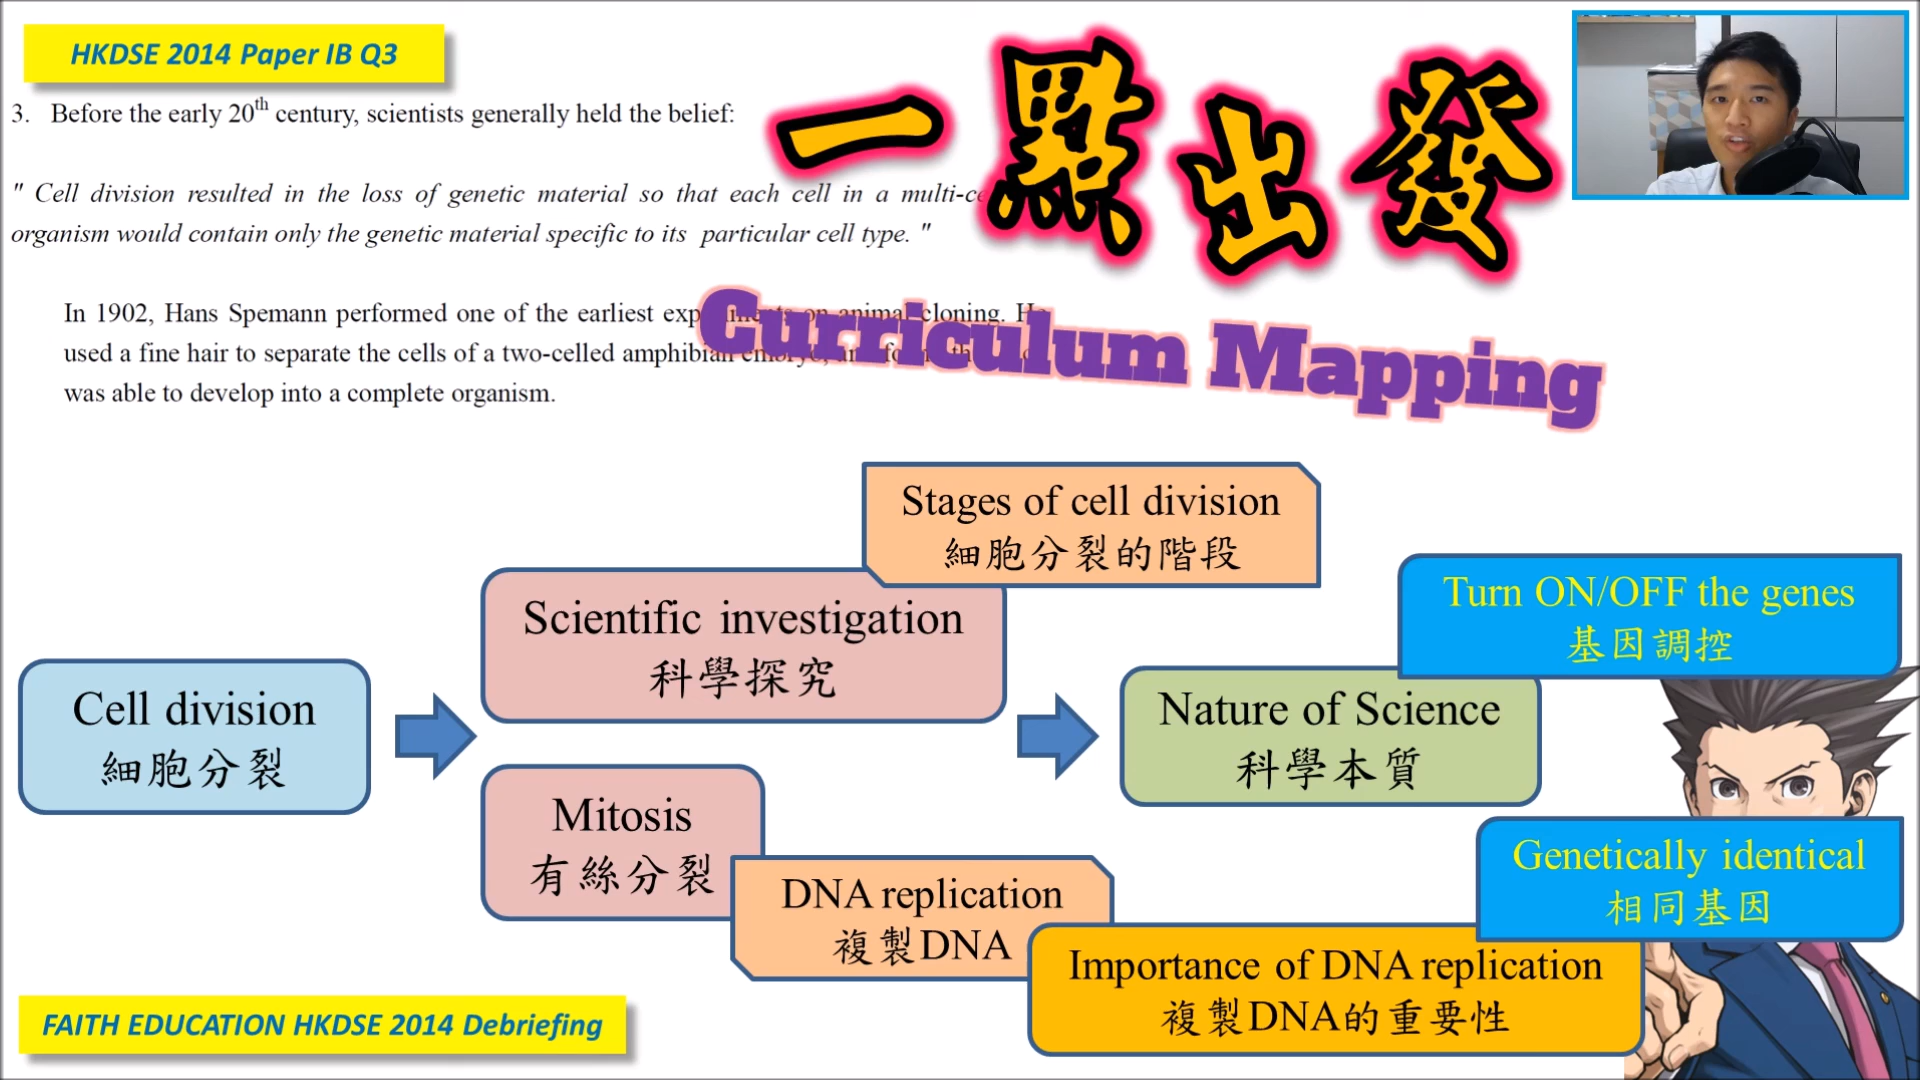 HKDSE 2014 Paper IB Q3
一點出發
3. Before the early 20th century, scientists generally held the belief:
" Cell division resulted in the loss of genetic material so that each cell in a
organism would contain only the genetic material specific to its particular cell type. "
In 1902, Hans Spemann performed one of the earliest experiments on animal cloning.
Curriculum Mapping
used a fine hair to separate the cells of a two-celled amphibian
was able to develop into a complete organism.
Stages of cell division
細胞分裂的階段
Scientific investigation
科學探究
Turn ON/OFF the genes
基因調控
Cell division
細胞分裂
Nature of Science
科學本質
Mitosis
有絲分裂
DNA replication
複製DNA
Genetically identical
相同基因
Importance of DNA replication
複製DNA的重要性
FAITH EDUCATION HKDSE 2014 Debriefing